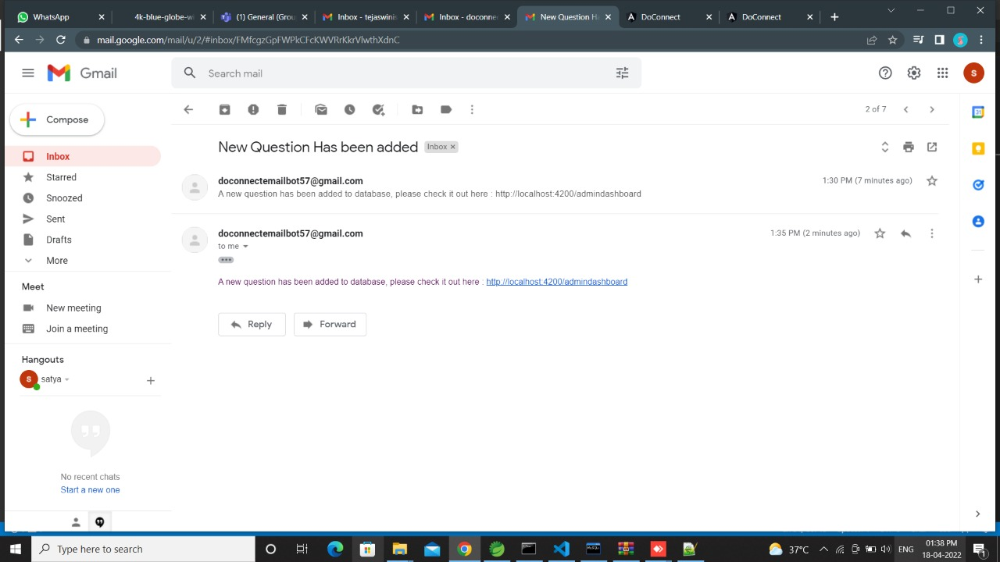 WhatsApp
4k-blue-globe-w
(1) General (Grou
Inbox - tejaswinis
Inbox - doconne
New Question Ha
DoConnect
DoConnect
mail.google.com/mail/u/2/#inbox/FMfcgzGpFWPkCFcKWVRrKkrVlwthXdnC
Gmail
Search mail
S
Compose
2 of 7
31
Inbox
New Question Has been added Inbox
Starred
Snoozed
Sent
Drafts
More
doconnectemailbot57@gmail.com 1:30 PM (7 minutes ago)
A new question has been added to database, please check it out here : http://localhost:4200/admindashboard
doconnectemailbot57@gmail.com 1:35 PM (2 minutes ago)
to me
A new question has been added to database, please check it out here : http://localhost:4200/admindashboard
Reply Forward
Meet
New meeting
Join a meeting
Hangouts
S satya
No recent chats
Start a new one
Type here to search
MySQL
37°C
ENG
01:38 PM
18-04-2022
1